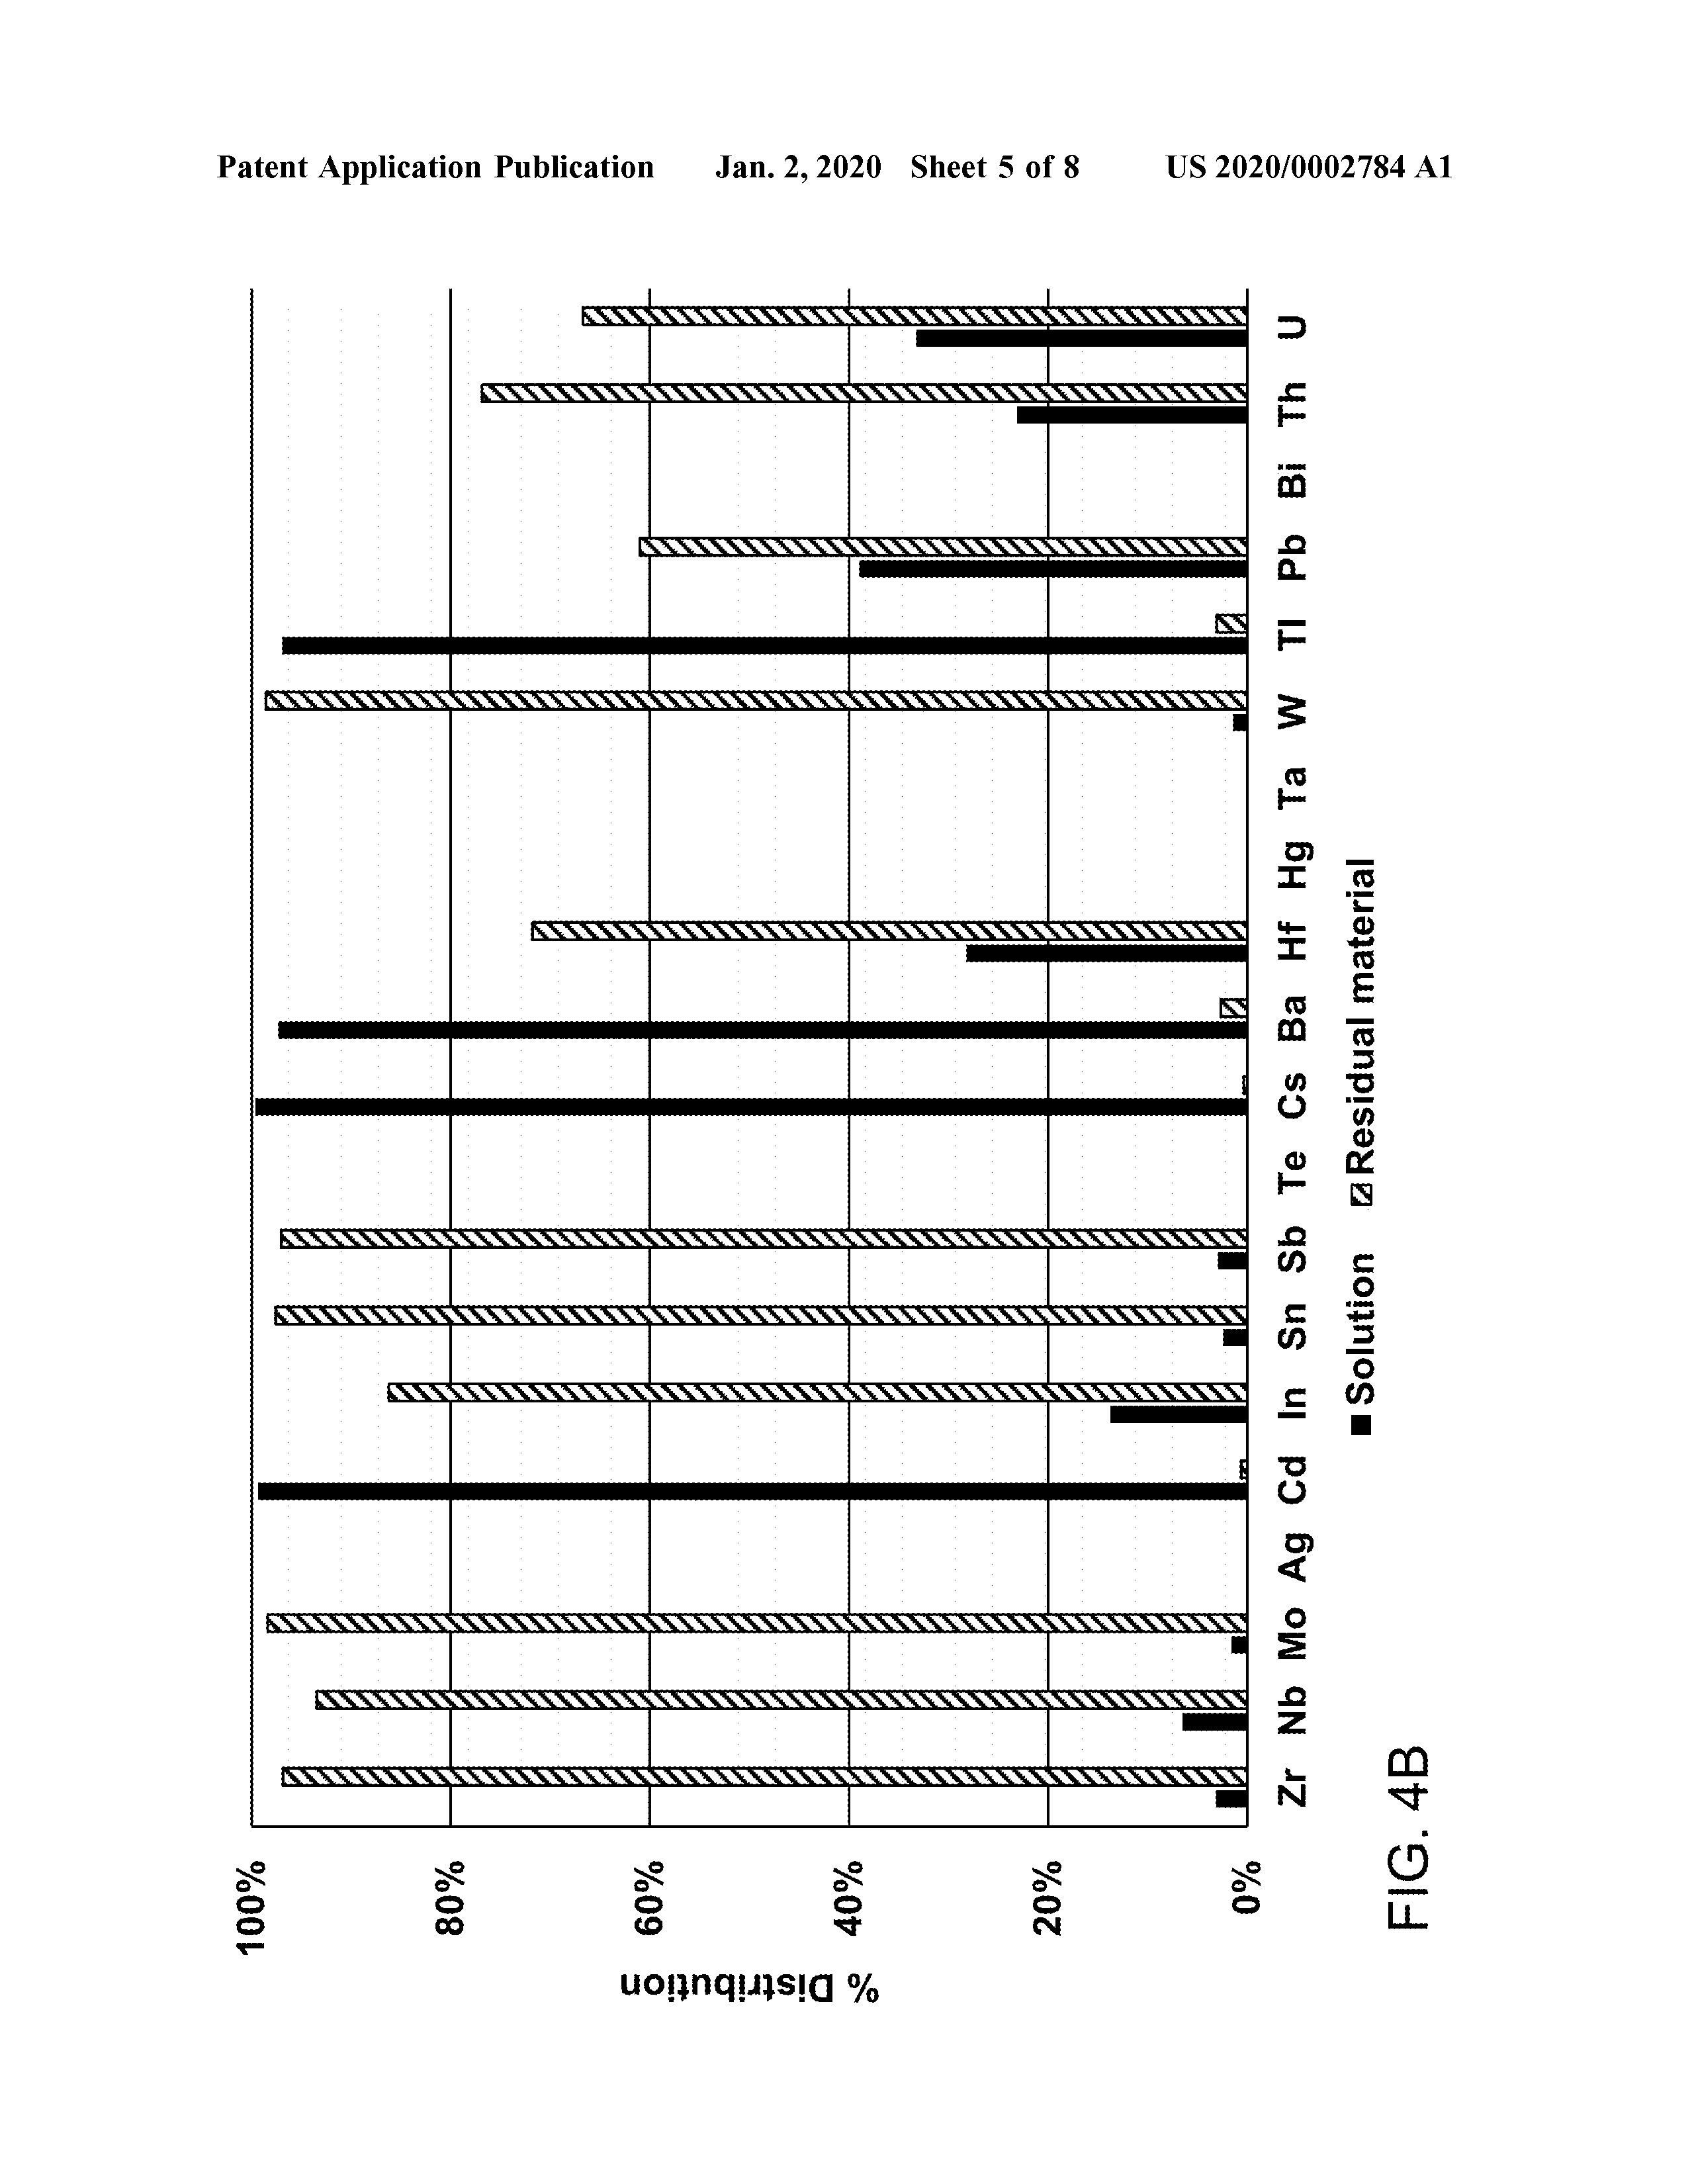 Patent Application Publication Jan. 2, 2020 Sheet 5 of 8 US 2020/0002784 A1
% Distribution
100%
80%
60%
40%
20%
0%
Zr Nb Mo Ag Cd In Sn Sb Te Cs Ba Hf Hg Ta W Tl Pb Bi Th U
Solution Residual material
FIG. 4B